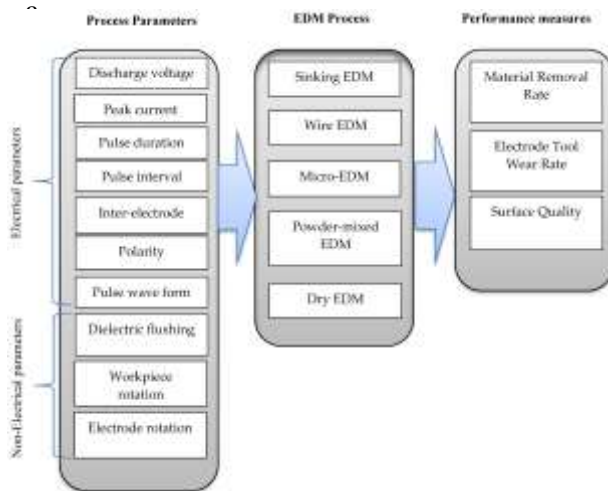 Process Parameters
EDM Process
Performance measures
Electrical parameters
Non-Electrical parameters
Discharge voltage
Peak current
Pulse duration
Pulse interval
Inter-electrode
Polarity
Pulse wave form
Dielectric flushing
Workpiece
rotation
Electrode rotation
Sinking EDM
Wire EDM
Micro-EDM
Powder-mixed
EDM
Dry EDM
Material Removal
Rate
Electrode Tool
Wear Rate
Surface Quality